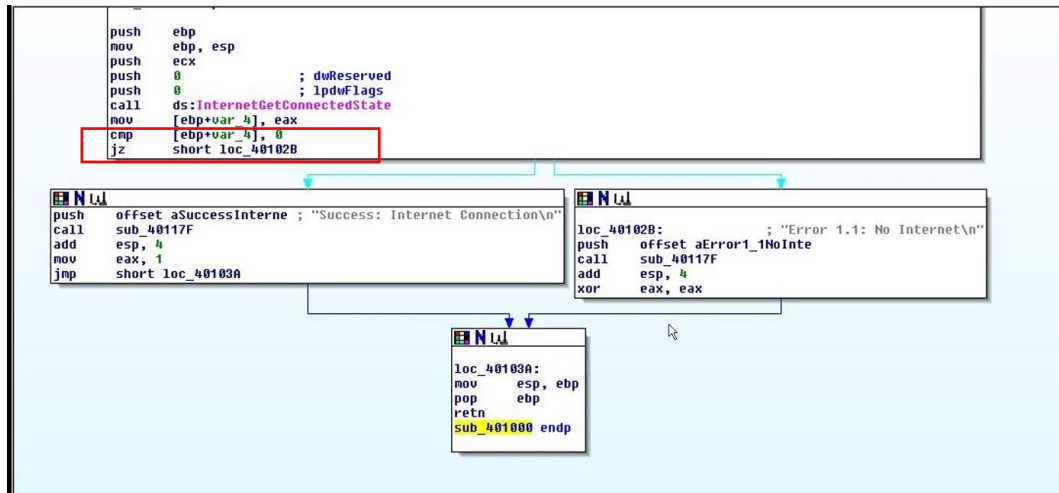 push ebp
mov ebp, esp
push ecx
push 0 ; dwReserved
push 0 ; lpdwFlags
call ds:InternetGetConnectedState
mov [ebp+var_4], eax
cmp [ebp+var_4], 0
jz short loc_40102B
push offset aSuccessInterne ; "Success: Internet Connection\n"
call sub_40117F
add esp, 4
mov eax, 1
jmp short loc_40103A
loc_40102B: ; "Error 1.1: No Internet\n"
push offset aError1_1NoInte
call sub_40117F
add esp, 4
xor eax, eax
loc_40103A:
mov esp, ebp
pop ebp
retn
sub_401000 endp